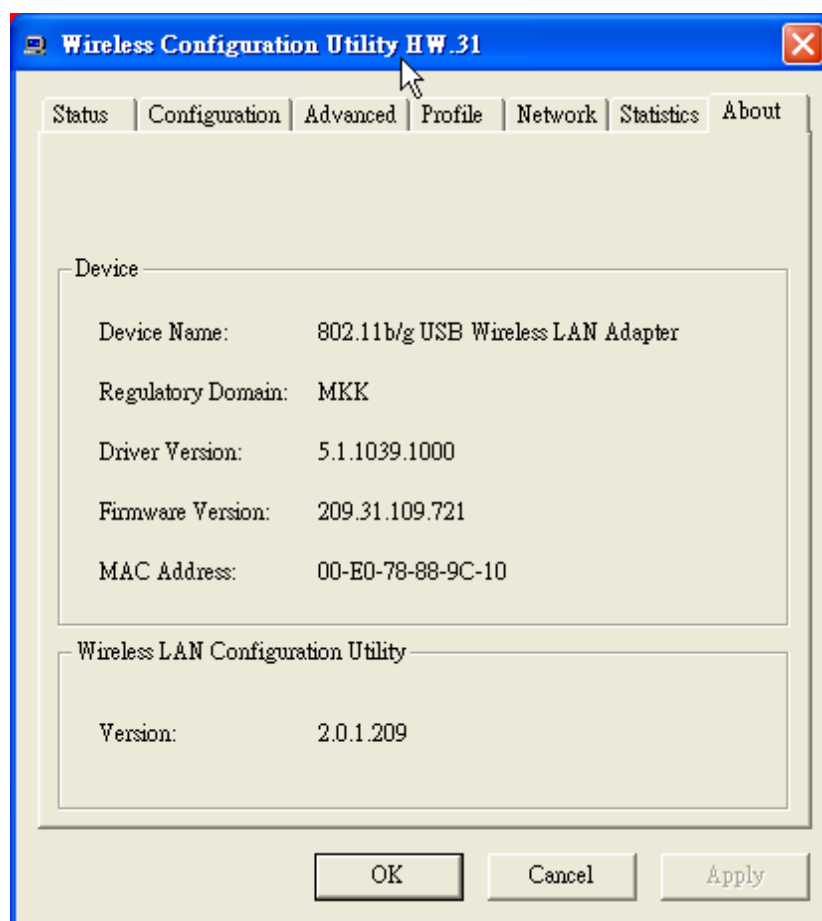 Wireless Configuration Utility HW.31
Status Configuration Advanced Profile Network Statistics About
Device
Device Name: 802.11b/g USB Wireless LAN Adapter
Regulatory Domain: MKK
Driver Version: 5.1.1039.1000
Firmware Version: 209.31.109.721
MAC Address: 00-E0-78-88-9C-10
Wireless LAN Configuration Utility
Version: 2.0.1.209
OK Cancel Apply